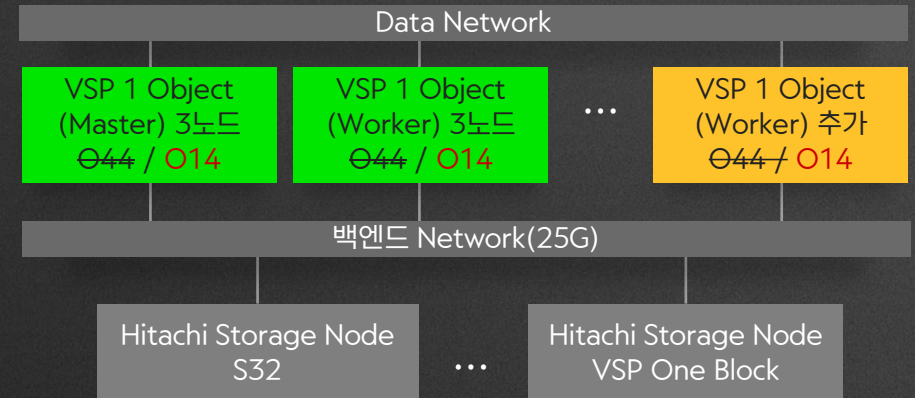 Data Network
VSP 1 Object
(Master) 3노드
O44 / O14
VSP 1 Object
(Worker) 3노드
O44 / O14
...
VSP 1 Object
(Worker) 추가
O44 / O14
백엔드 Network(25G)
Hitachi Storage Node
S32
...
Hitachi Storage Node
VSP One Block